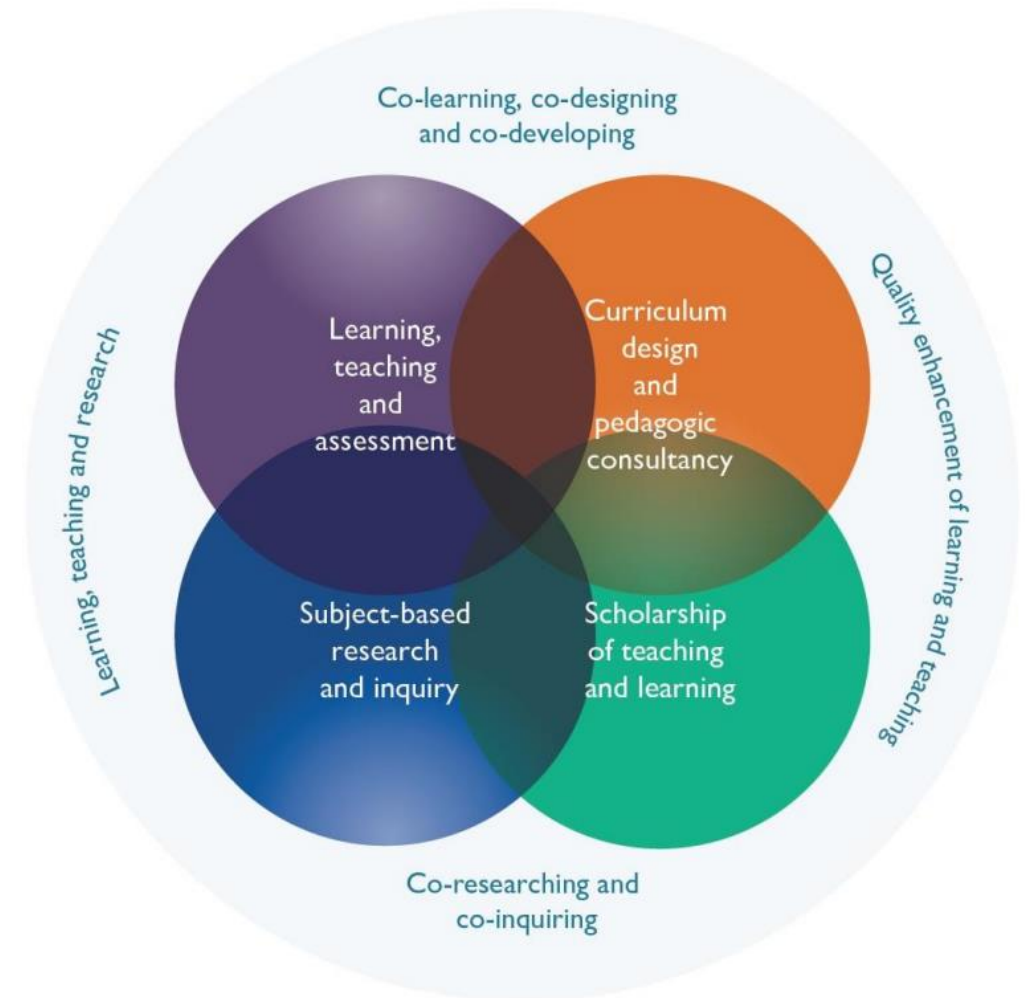 Co-learning, co-designing
and co-developing
Learning,
teaching
and
assessment
Curriculum
design
and
pedagogic
consultancy
Learning, teaching and research
Quality enhancement of learning and teaching
Subject-based
research
and inquiry
Scholarship
of teaching
and learning
Co-researching and
co-inquiring